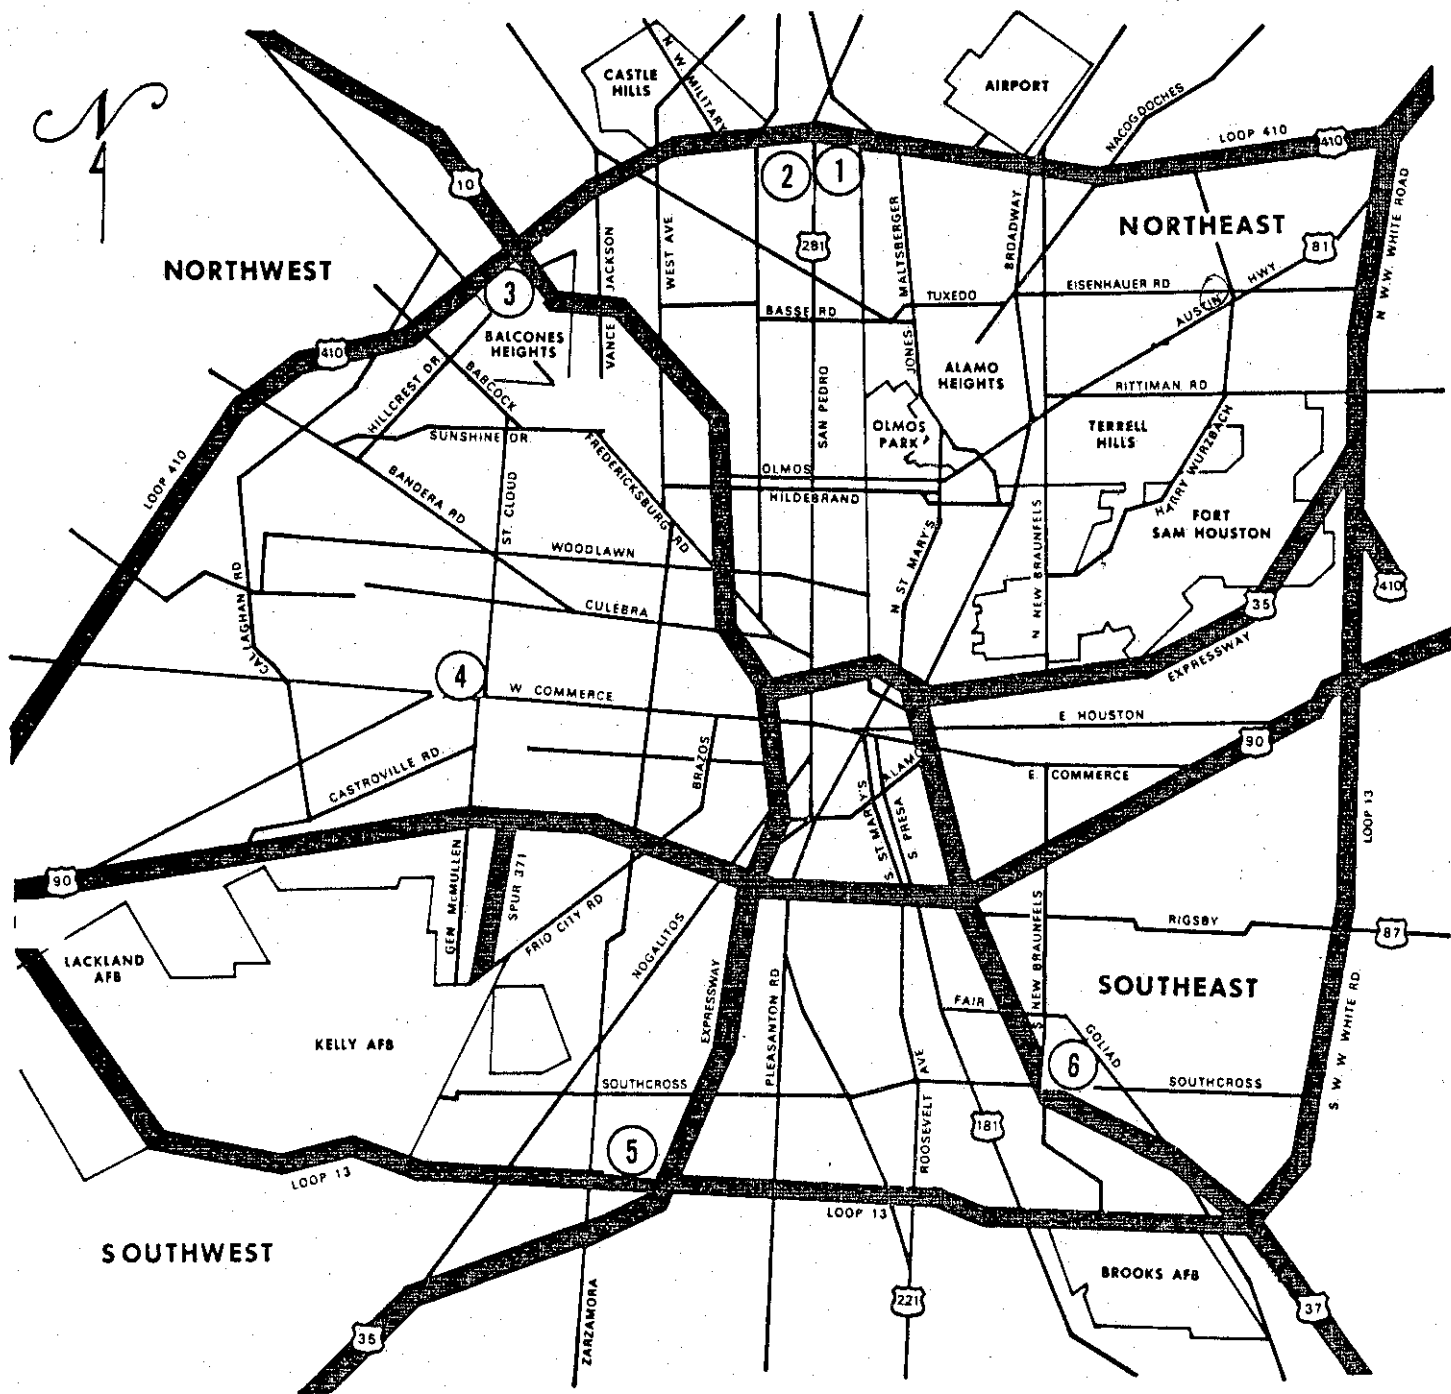 N
CASTLE
HILLS
N. W. MILITARY
AIRPORT
NACOGDOCHES
LOOP 410
410
10
2
1
N W.W. WHITE ROAD
NORTHWEST
NORTHEAST
VANCE JACKSON
WEST AVE.
281
MALTSBERGER
BROADWAY
81
3
TUXEDO
EISENHAUER RD
AUSTIN HWY
BASSE RD
410
BALCONES
HEIGHTS
JONES
SAN PEDRO
ALAMO
HEIGHTS
RITTIMAN RD
HILLCREST DR.
BABCOCK
OLMOS
PARK
TERRELL
HILLS
SUNSHINE DR.
FREDERICKSBURG RD
HARRY WURZBACH
LOOP 410
BANDERA RD
ST. CLOUD
OLMOS
HILDEBRAND
FORT
SAM HOUSTON
WOODLAWN
N ST MARY'S
N NEW BRAUNFELS
410
CALLAGHAN RD
CULEBRA
35
EXPRESSWAY
4
W COMMERCE
E HOUSTON
90
BRAZOS
CASTROVILLE RD.
ALAMO
E. COMMERCE
S. ST MARY'S
S. PRESA
LOOP 13
90
GEN McMULLEN
SPUR 371
FRIO CITY RD
NOGALITOS
S NEW BRAUNFELS
RIGSBY
87
LACKLAND
AFB
EXPRESSWAY
PLEASANTON RD
SOUTHEAST
FAIR
GOLIAD
S. W. W WHITE RD.
KELLY AFB
6
SOUTHCROSS
ROOSEVELT AVE
SOUTHCROSS
181
5
LOOP 13
LOOP 13
SOUTHWEST
BROOKS AFB
ZARZAMORA
221
37
35